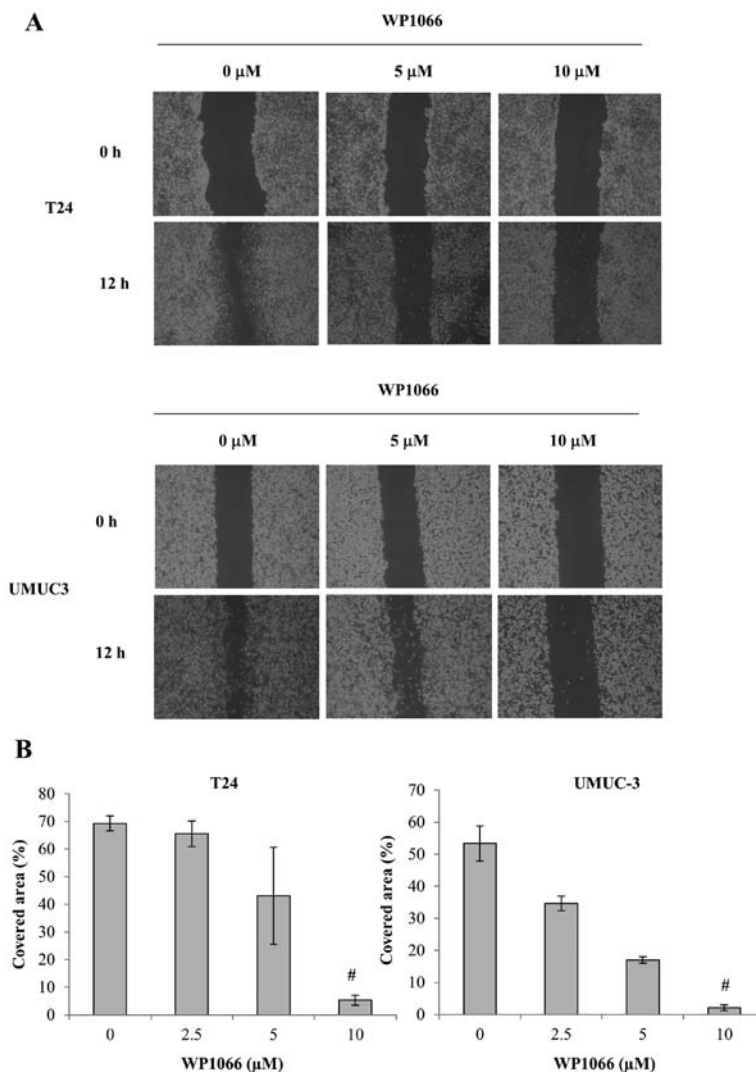 A
WP1066
0 μM 5 μM 10 μM
0 h
T24
12 h
WP1066
0 μM 5 μM 10 μM
0 h
UMUC3
12 h
B
T24
80
70
60
50
40
30
20
10
0
Covered area (%)
#
0 2.5 5 10
WP1066 (μM)
UMUC-3
70
60
50
40
30
20
10
0
Covered area (%)
#
0 2.5 5 10
WP1066 (μM)